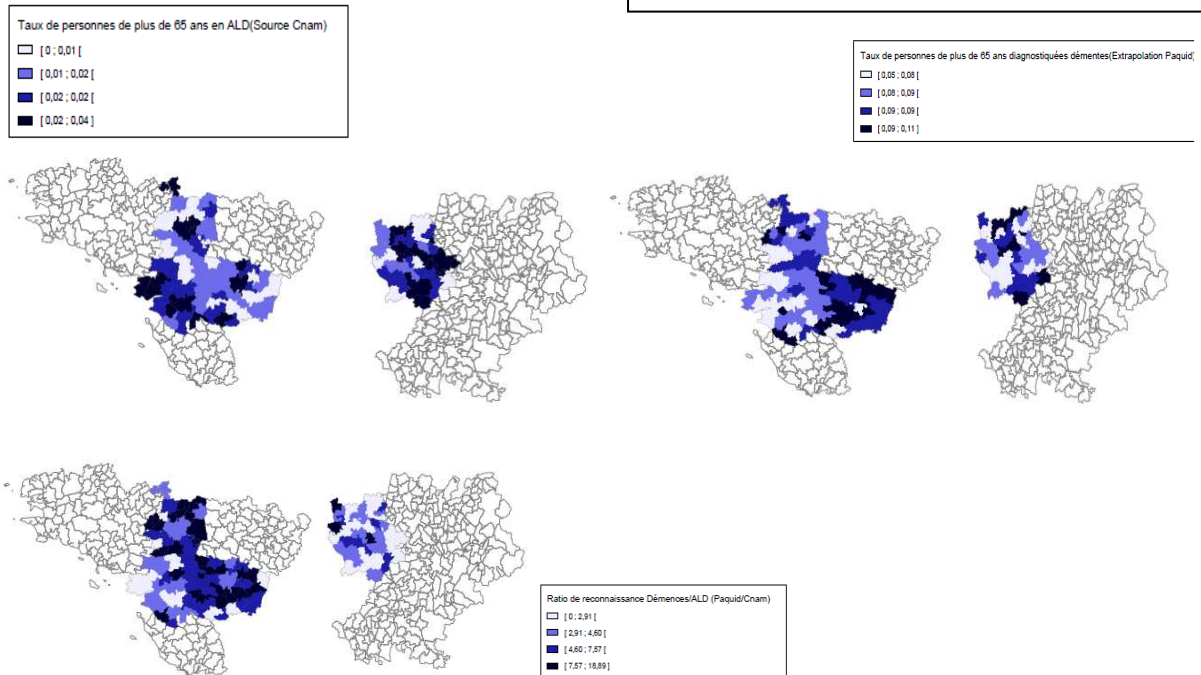 Taux de personnes de plus de 65 ans en ALD(Source Cnam)
[ 0 ; 0,01 [
[ 0,01 ; 0,02 [
[ 0,02 ; 0,02 [
[ 0,02 ; 0,04 ]
Taux de personnes de plus de 65 ans diagnostiquées démentes(Extrapolation Paquid)
[ 0,05 ; 0,08 [
[ 0,08 ; 0,09 [
[ 0,09 ; 0,09 [
[ 0,09 ; 0,11 ]
Ratio de reconnaissance Démences/ALD (Paquid/Cnam)
[ 0 ; 2,91 [
[ 2,91 ; 4,60 [
[ 4,60 ; 7,57 [
[ 7,57 ; 18,89 ]